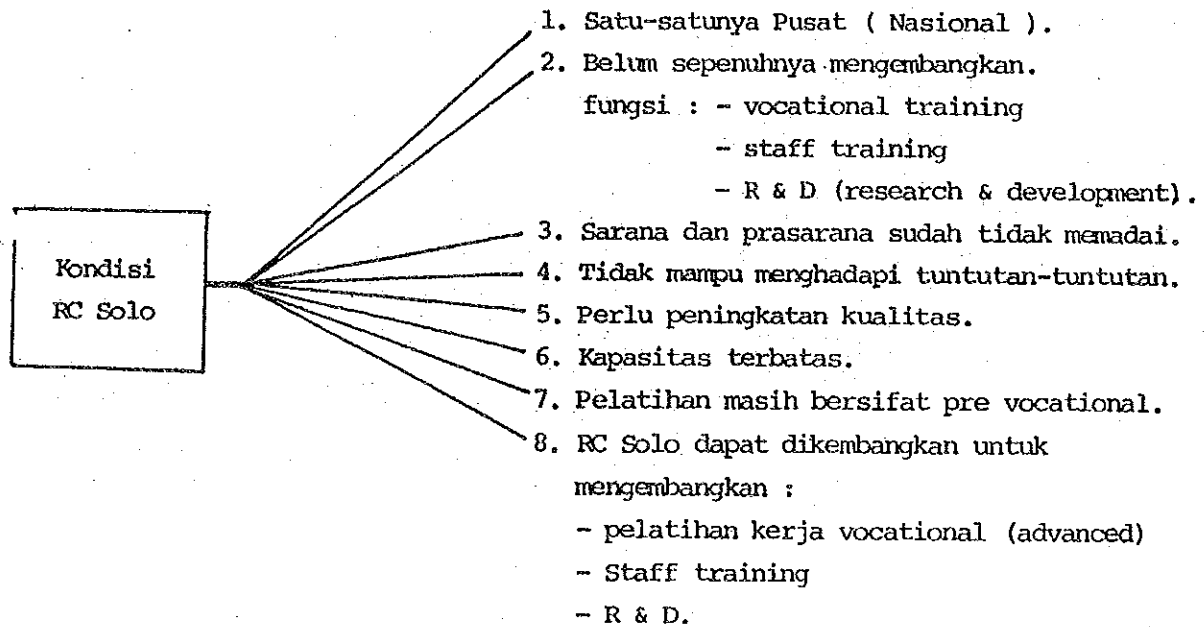 1. Satu-satunya Pusat ( Nasional ).
2. Belum sepenuhnya mengembangkan.
fungsi : - vocational training
- staff training
- R & D (research & development).
Kondisi
RC Solo
3. Sarana dan prasarana sudah tidak memadai.
4. Tidak mampu menghadapi tuntutan-tuntutan.
5. Perlu peningkatan kualitas.
6. Kapasitas terbatas.
7. Pelatihan masih bersifat pre vocational.
8. RC Solo dapat dikembangkan untuk
mengembangkan :
- pelatihan kerja vocational (advanced)
- Staff training
- R & D.